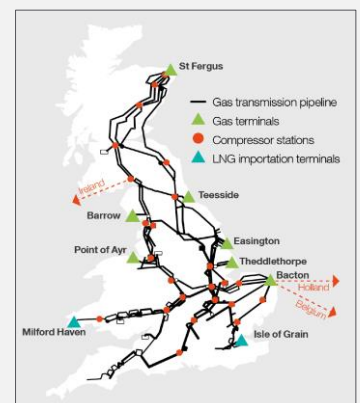 St Fergus
Gas transmission pipeline
Gas terminals
Compressor stations
LNG importation terminals
Ireland
Teesside
Barrow
Easington
Point of Ayr
Theddlethorpe
Bacton
Holland
Belgium
Milford Haven
Isle of Grain